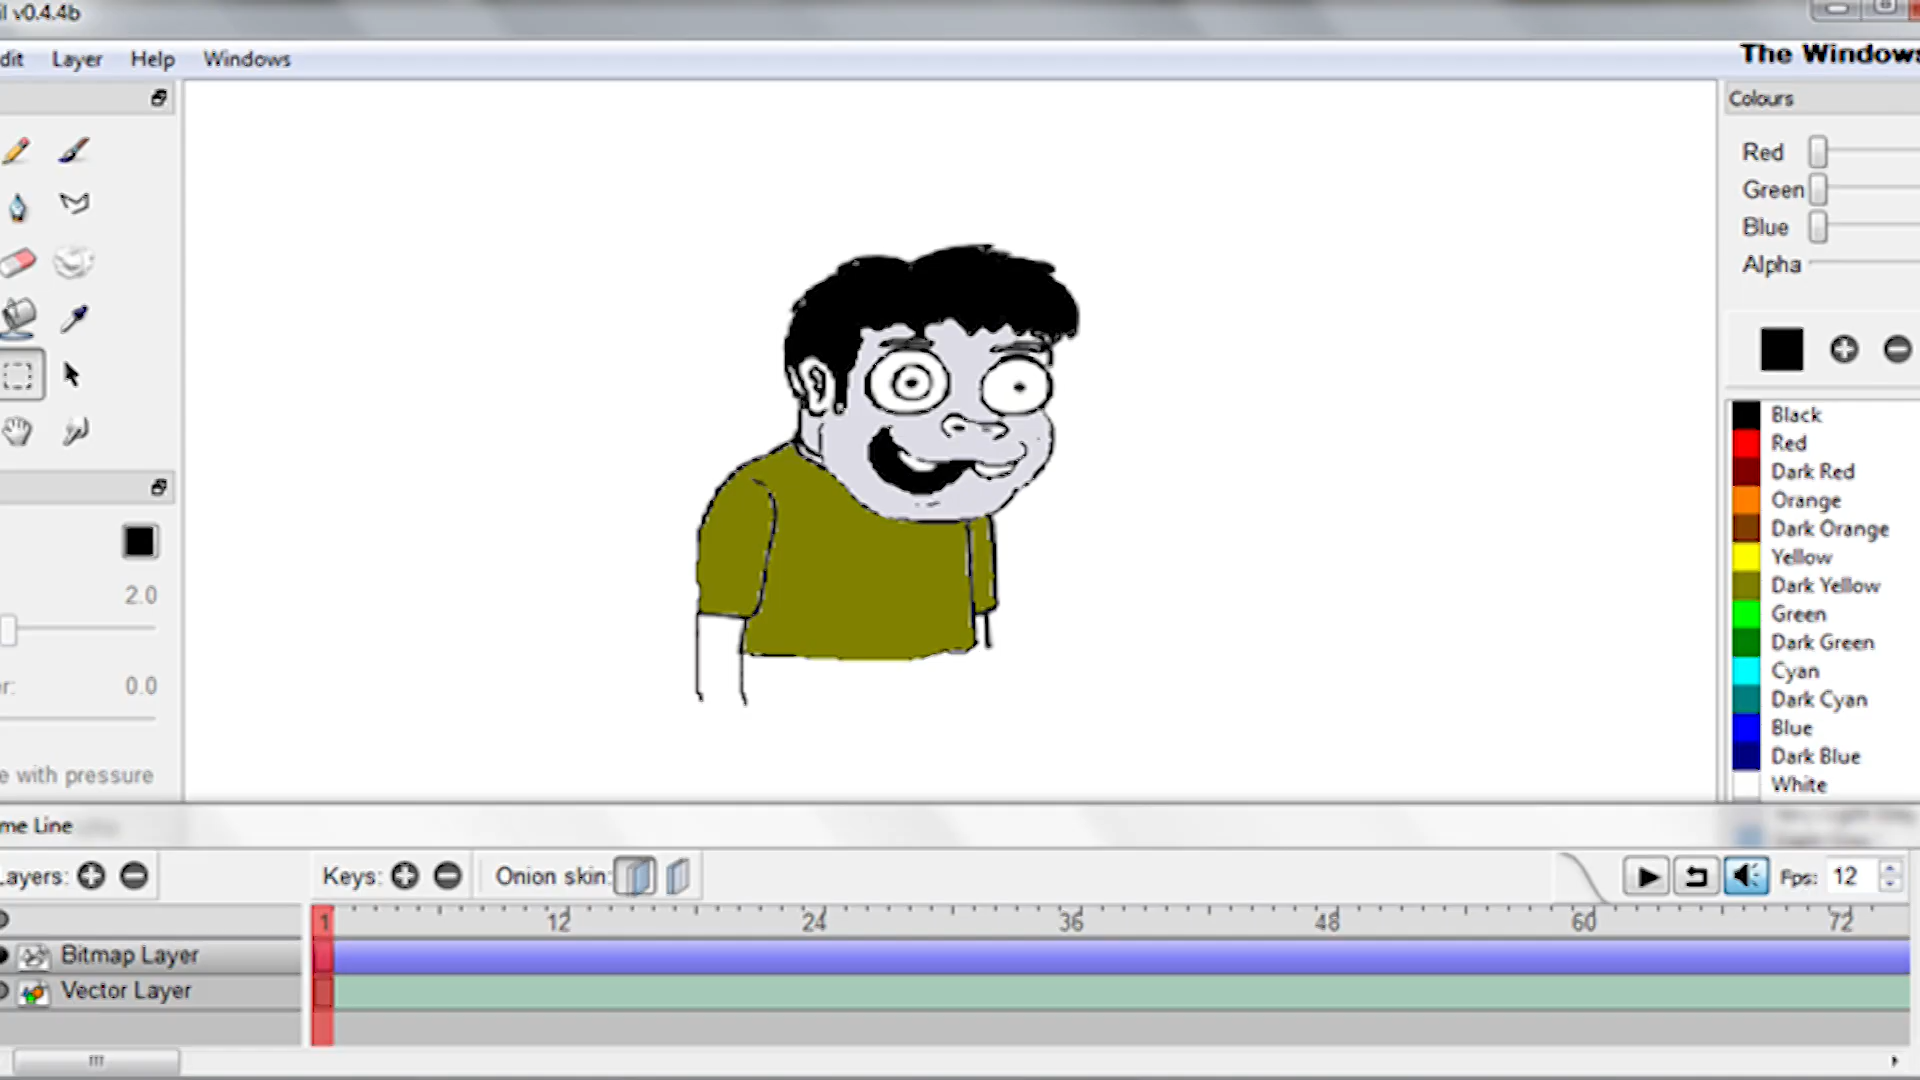 il v0.4.4b
dit Layer Help Windows
The Windows
Colours
Red
Green
Blue
Alpha
Black
Red
Dark Red
Orange
Dark Orange
Yellow
Dark Yellow
Green
Dark Green
Cyan
Dark Cyan
Blue
Dark Blue
White
2.0
r: 0.0
e with pressure
me Line
ayers: Keys: Onion skin: Fps: 12
1 12 24 36 48 60 72
Bitmap Layer
Vector Layer